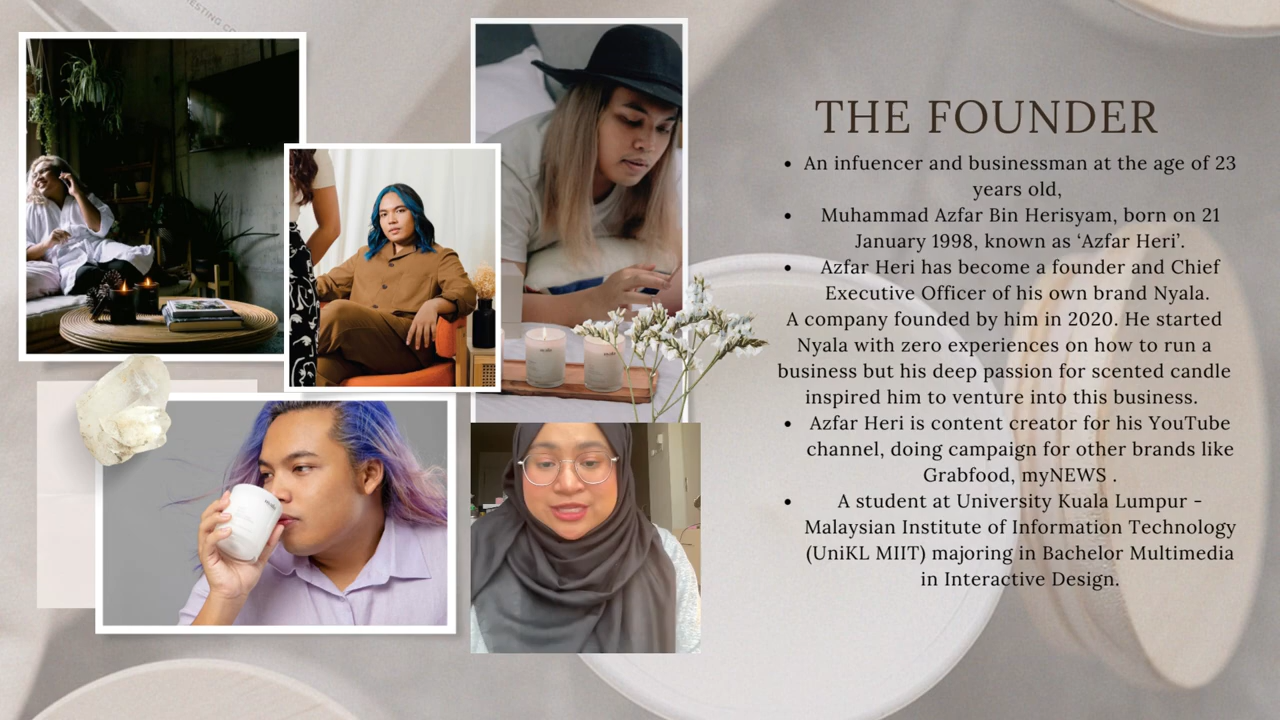 THE FOUNDER
• An infuencer and businessman at the age of 23
years old,
• Muhammad Azfar Bin Herisyam, born on 21
January 1998, known as ‘Azfar Heri’.
• Azfar Heri has become a founder and Chief
Executive Officer of his own brand Nyala.
A company founded by him in 2020. He started
Nyala with zero experiences on how to run a
business but his deep passion for scented candle
inspired him to venture into this business.
• Azfar Heri is content creator for his YouTube
channel, doing campaign for other brands like
Grabfood, myNEWS .
• A student at University Kuala Lumpur -
Malaysian Institute of Information Technology
(UniKL MIIT) majoring in Bachelor Multimedia
in Interactive Design.